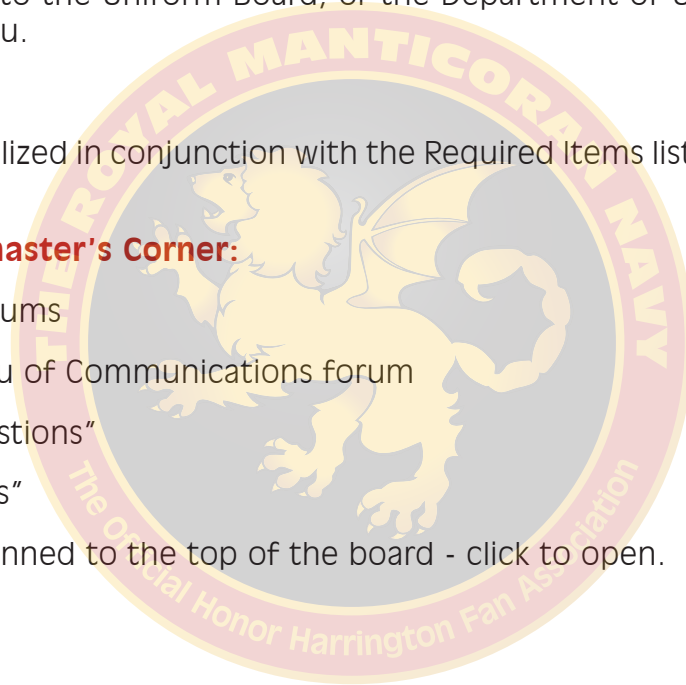 to the Uniform Board, or the Department of
u.
THE ROYAL MANTICORAN NAVY
lized in conjunction with the Required Items list
aster's Corner:
ums
u of Communications forum
stions”
s”
nned to the top of the board - click to open.
The Official Honor Harrington Fan Association